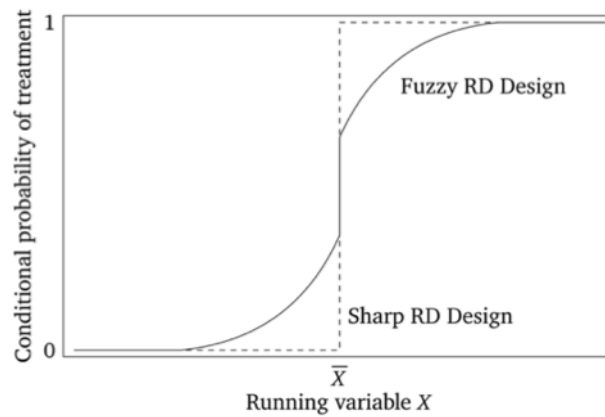 Conditional probability of treatment
1
0
Fuzzy RD Design
Sharp RD Design
X̅
Running variable X